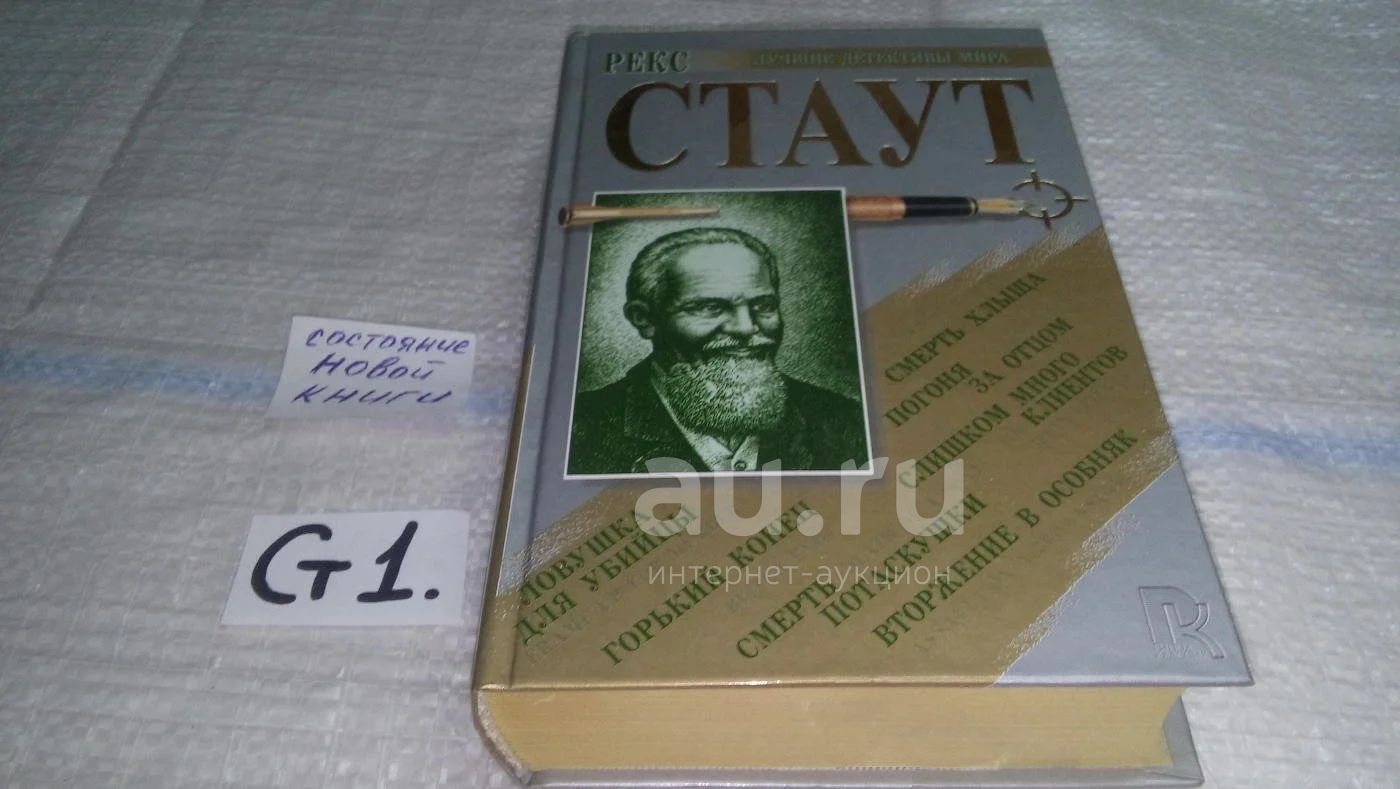 РЕКС
ЛУЧШИЕ ДЕТЕКТИВЫ МИРА
СТАУТ
СМЕРТЬ ХЛЫЩА
ПОГОНЯ
ЗА ОТЦОМ
СЛИШКОМ МНОГО
КЛИЕНТОВ
ЛОВУШКА
ДЛЯ УБИЙЦЫ
ГОРЬКИЙ КОНЕЦ
СМЕРТЬ
ПОТАСКУШКИ
ВТОРЖЕНИЕ В ОСОБНЯК
состояние
новой
книги
Ст1.
au.ru
интернет-аукцион